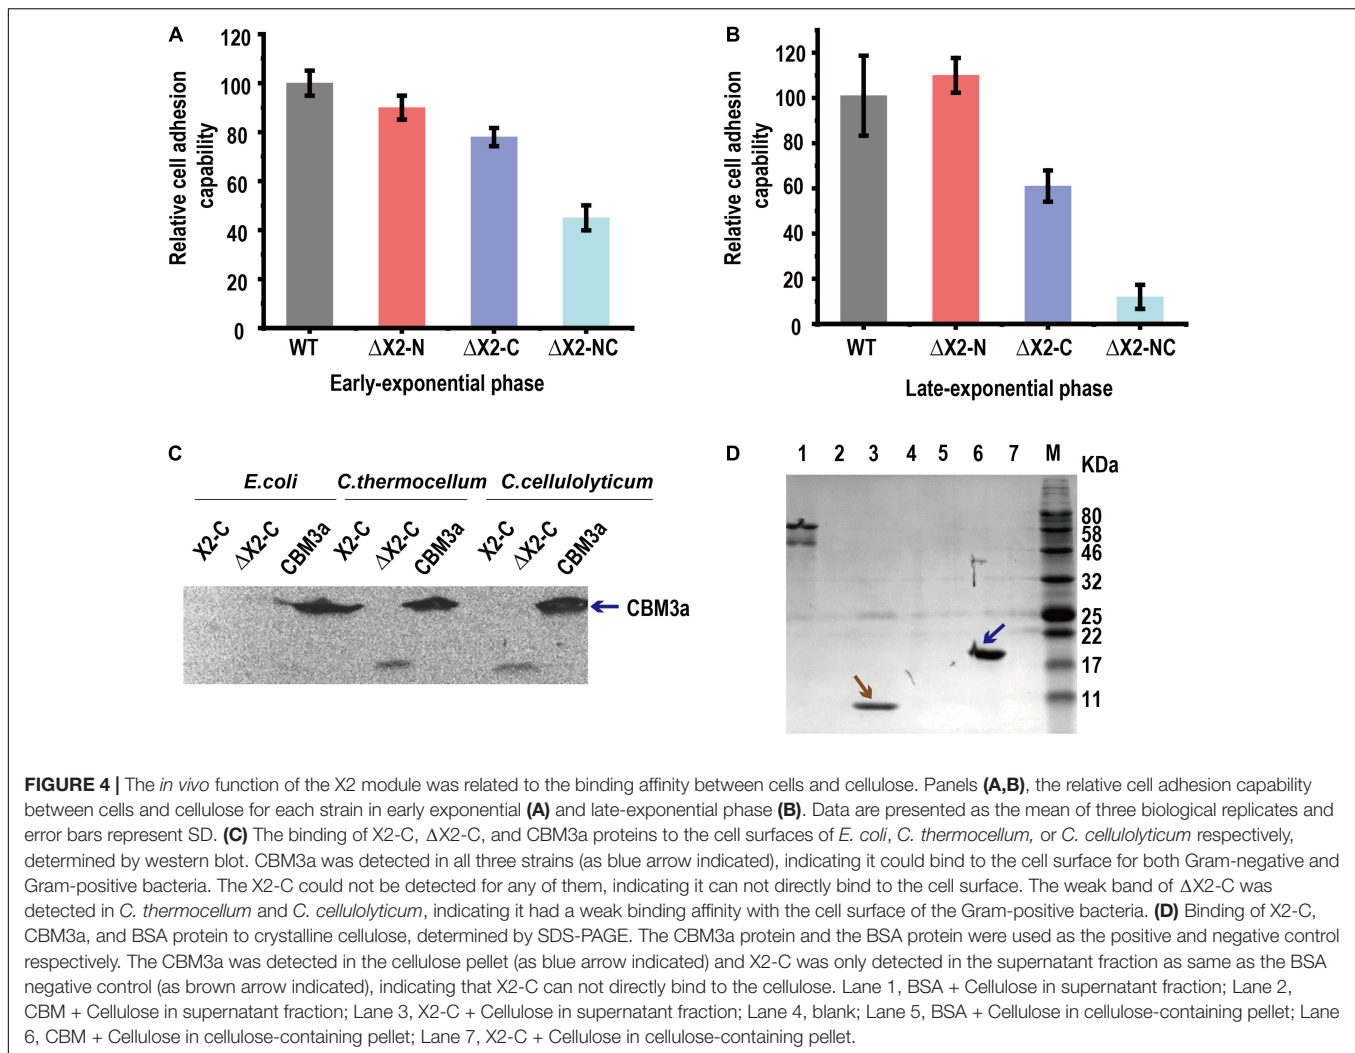 A
120
100
80
60
40
20
0
Relative cell adhesion
capability
WT ΔX2-N ΔX2-C ΔX2-NC
Early-exponential phase
B
120
100
80
60
40
20
0
Relative cell adhesion
capability
WT ΔX2-N ΔX2-C ΔX2-NC
Late-exponential phase
C
E.coli C.thermocellum C.cellulolyticum
X2-C ΔX2-C CBM3a X2-C ΔX2-C CBM3a X2-C ΔX2-C CBM3a
CBM3a
D 1 2 3 4 5 6 7 M KDa
80
58
46
32
25
22
17
11
FIGURE 4 | The in vivo function of the X2 module was related to the binding affinity between cells and cellulose. Panels (A,B), the relative cell adhesion capability
between cells and cellulose for each strain in early exponential (A) and late-exponential phase (B). Data are presented as the mean of three biological replicates and
error bars represent SD. (C) The binding of X2-C, ΔX2-C, and CBM3a proteins to the cell surfaces of E. coli, C. thermocellum, or C. cellulolyticum respectively,
determined by western blot. CBM3a was detected in all three strains (as blue arrow indicated), indicating it could bind to the cell surface for both Gram-negative and
Gram-positive bacteria. The X2-C could not be detected for any of them, indicating it can not directly bind to the cell surface. The weak band of ΔX2-C was
detected in C. thermocellum and C. cellulolyticum, indicating it had a weak binding affinity with the cell surface of the Gram-positive bacteria. (D) Binding of X2-C,
CBM3a, and BSA protein to crystalline cellulose, determined by SDS-PAGE. The CBM3a protein and the BSA protein were used as the positive and negative control
respectively. The CBM3a was detected in the cellulose pellet (as blue arrow indicated) and X2-C was only detected in the supernatant fraction as same as the BSA
negative control (as brown arrow indicated), indicating that X2-C can not directly bind to the cellulose. Lane 1, BSA + Cellulose in supernatant fraction; Lane 2,
CBM + Cellulose in supernatant fraction; Lane 3, X2-C + Cellulose in supernatant fraction; Lane 4, blank; Lane 5, BSA + Cellulose in cellulose-containing pellet; Lane
6, CBM + Cellulose in cellulose-containing pellet; Lane 7, X2-C + Cellulose in cellulose-containing pellet.